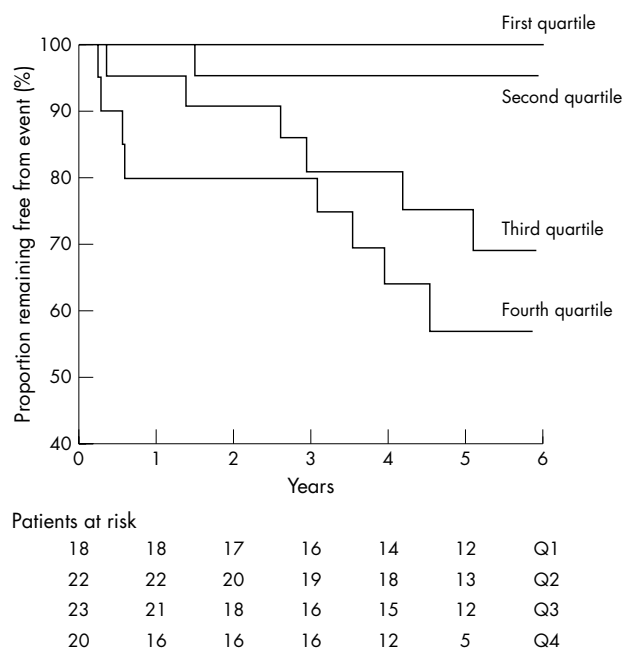 First quartile
100
Second quartile
90
80
Third quartile
70
Fourth quartile
60
50
40
Proportion remaining free from event (%)
0 1 2 3 4 5 6
Years
Patients at risk
18 18 17 16 14 12 Q1
22 22 20 19 18 13 Q2
23 21 18 16 15 12 Q3
20 16 16 16 12 5 Q4